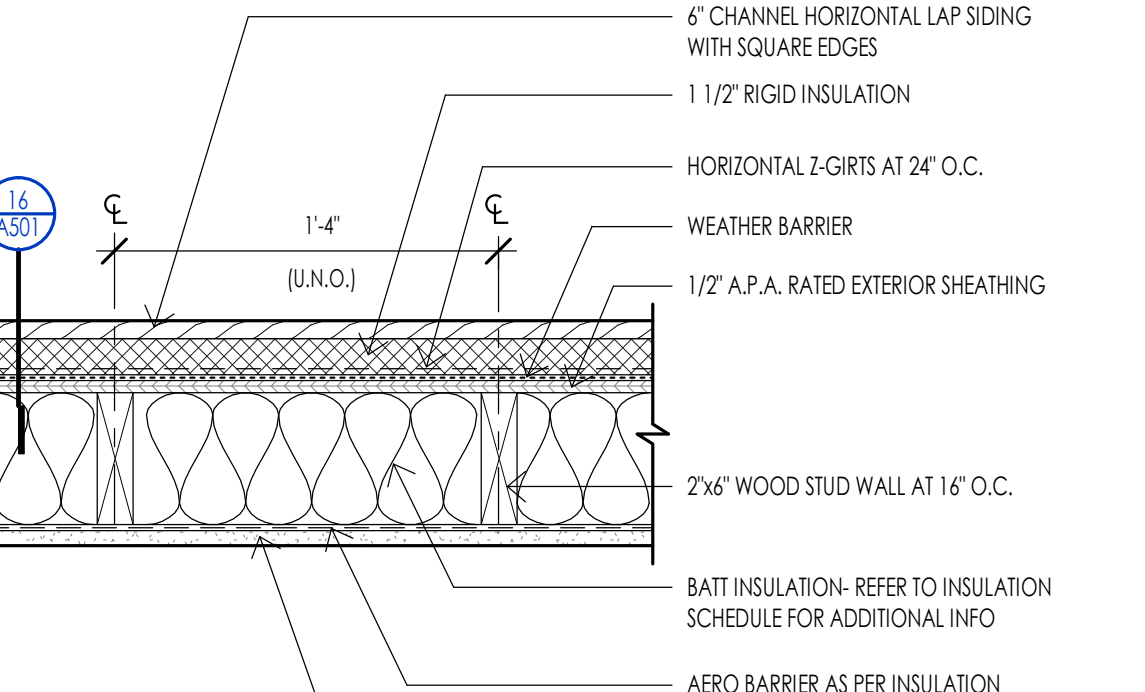 6" CHANNEL HORIZONTAL LAP SIDING
WITH SQUARE EDGES
1 1/2" RIGID INSULATION
HORIZONTAL Z-GIRTS AT 24" O.C.
16
A501
℄
℄
1'-4"
(U.N.O.)
WEATHER BARRIER
1/2" A.P.A. RATED EXTERIOR SHEATHING
2"x6" WOOD STUD WALL AT 16" O.C.
BATT INSULATION- REFER TO INSULATION
SCHEDULE FOR ADDITIONAL INFO
AERO BARRIER AS PER INSULATION